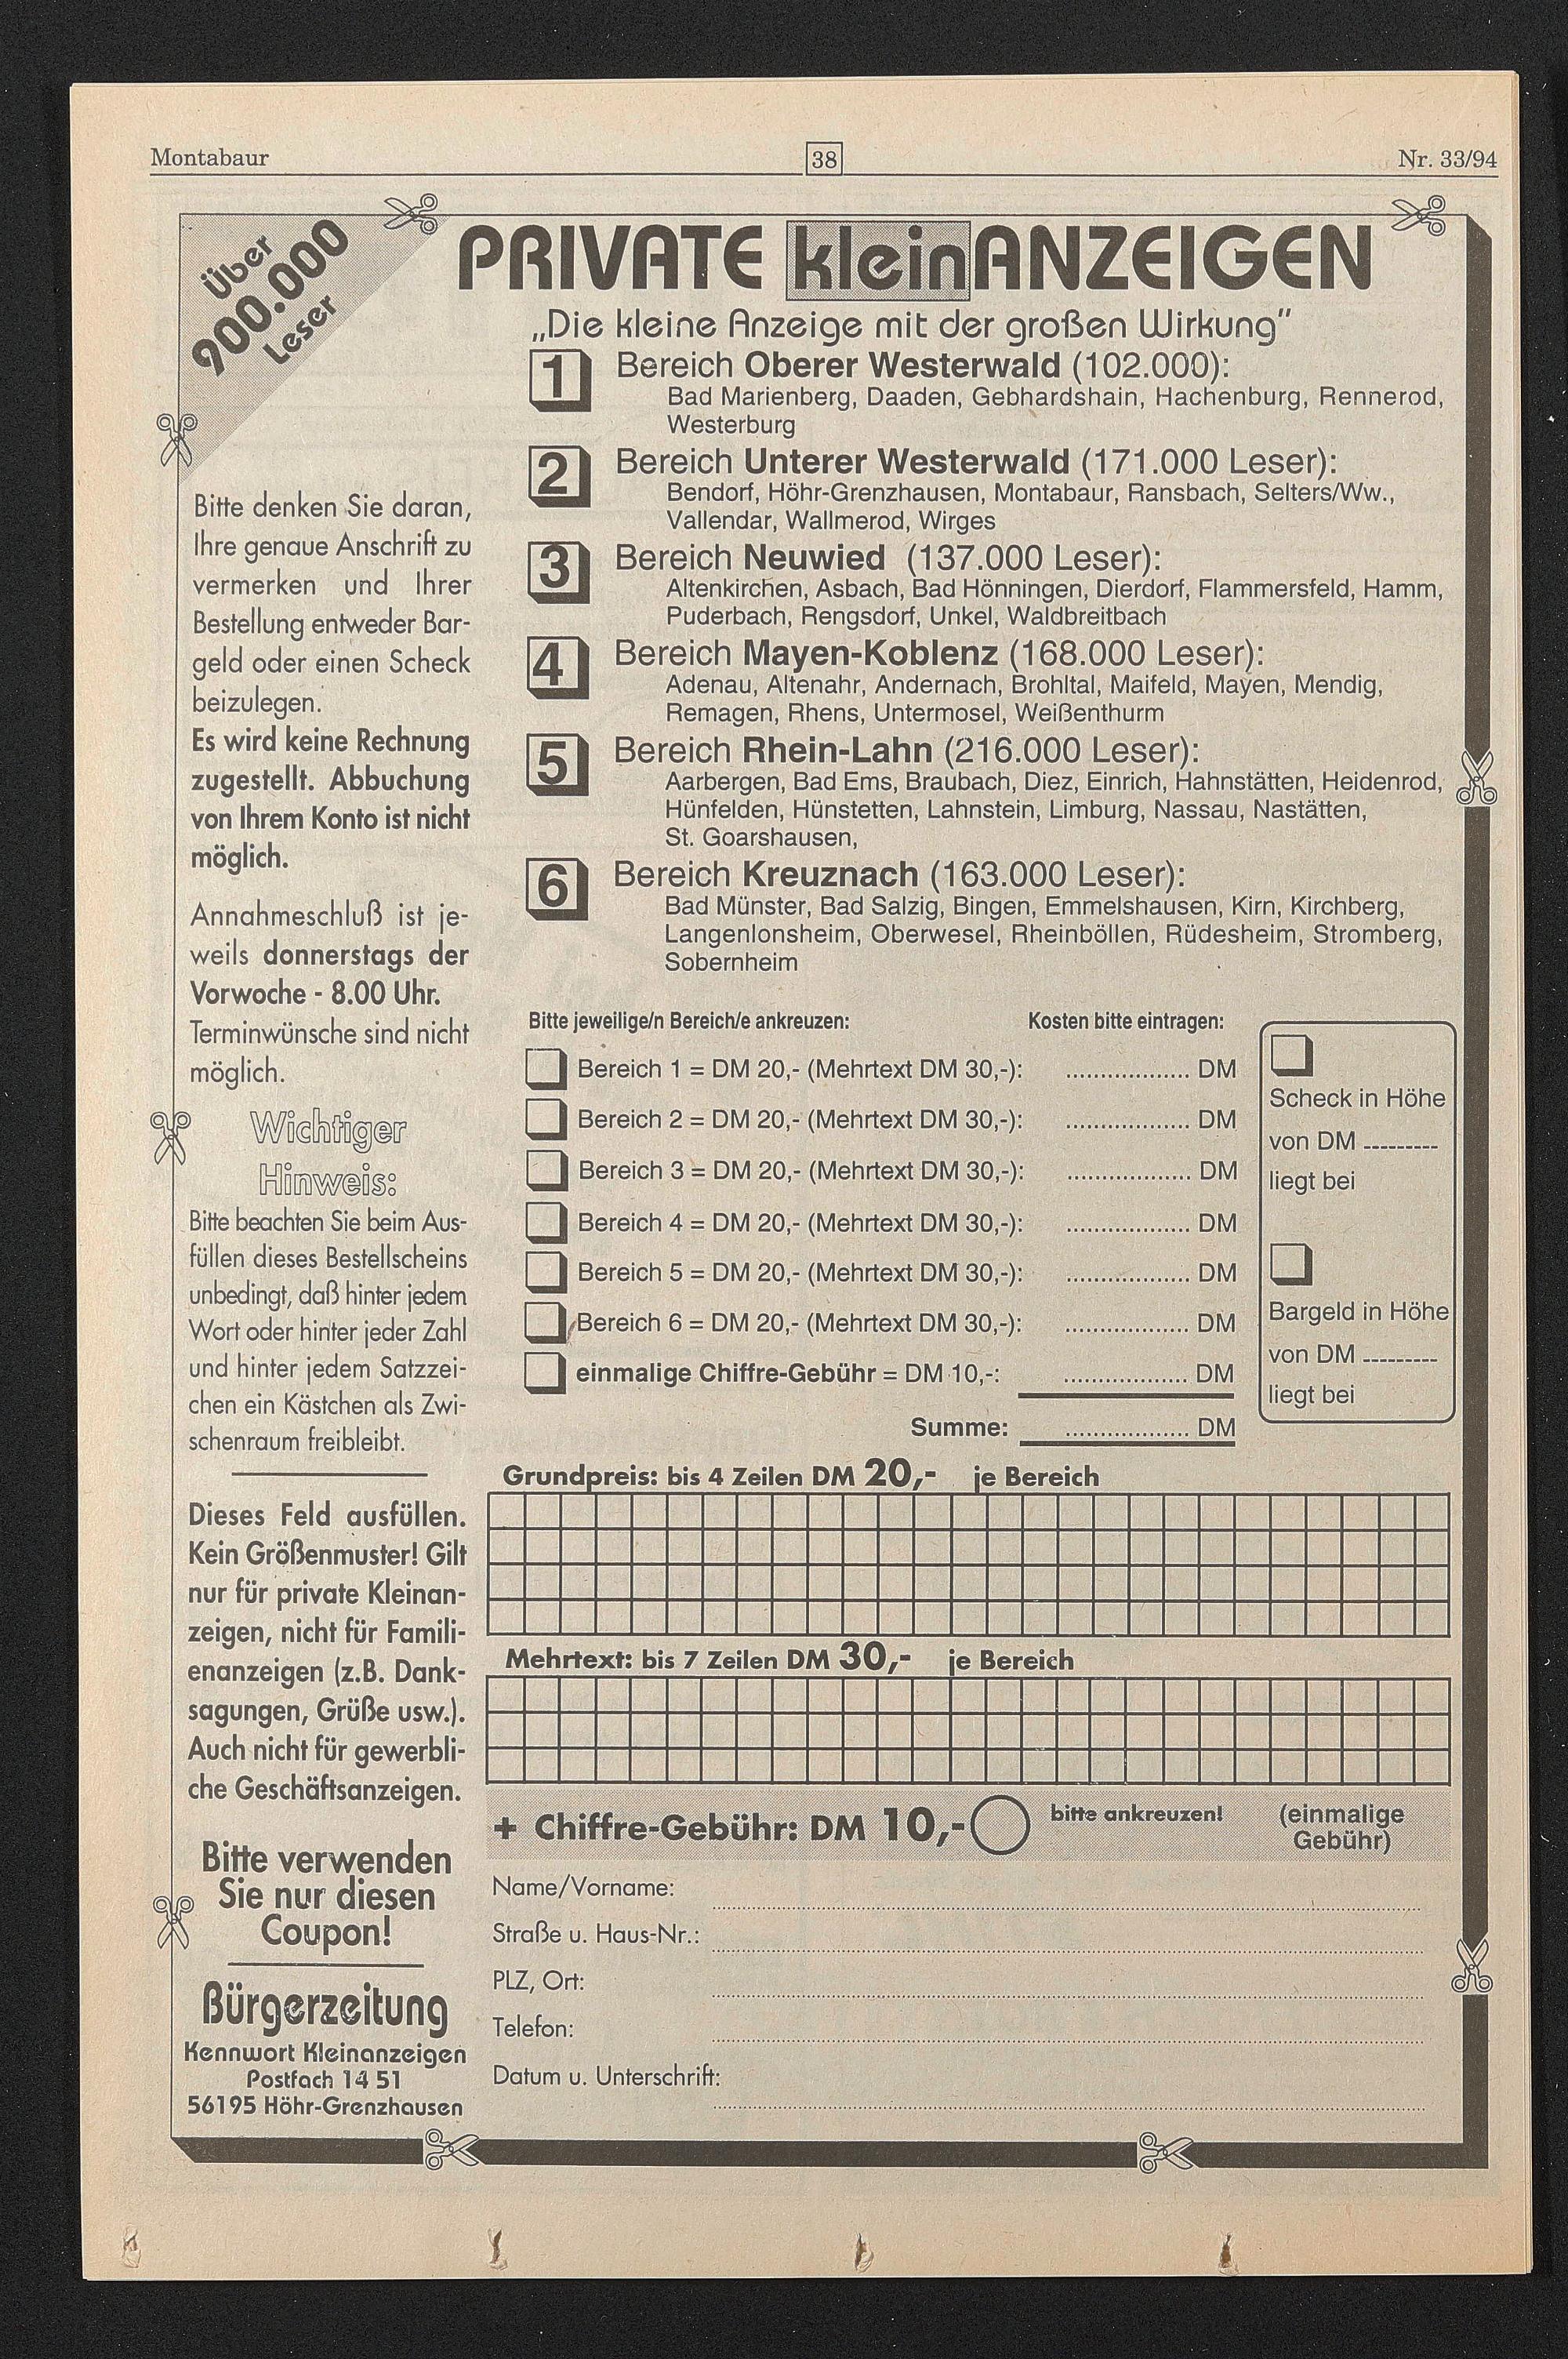 Montabaur
38
Nr. 33/94
Über
900.000
Leser
PRIVATE kleinANZEIGEN
„Die kleine Anzeige mit der großen Wirkung"
1 Bereich Oberer Westerwald (102.000):
Bad Marienberg, Daaden, Gebhardshain, Hachenburg, Rennerod,
Westerburg
2 Bereich Unterer Westerwald (171.000 Leser):
Bendorf, Höhr-Grenzhausen, Montabaur, Ransbach, Selters/Ww.,
Vallendar, Wallmerod, Wirges
3 Bereich Neuwied (137.000 Leser):
Altenkirchen, Asbach, Bad Hönningen, Dierdorf, Flammersfeld, Hamm,
Puderbach, Rengsdorf, Unkel, Waldbreitbach
4 Bereich Mayen-Koblenz (168.000 Leser):
Adenau, Altenahr, Andernach, Brohltal, Maifeld, Mayen, Mendig,
Remagen, Rhens, Untermosel, Weißenthurm
5 Bereich Rhein-Lahn (216.000 Leser):
Aarbergen, Bad Ems, Braubach, Diez, Einrich, Hahnstätten, Heidenrod,
Hünfelden, Hünstetten, Lahnstein, Limburg, Nassau, Nastätten,
St. Goarshausen,
6 Bereich Kreuznach (163.000 Leser):
Bad Münster, Bad Salzig, Bingen, Emmelshausen, Kirn, Kirchberg,
Langenlonsheim, Oberwesel, Rheinböllen, Rüdesheim, Stromberg,
Sobernheim
Bitte denken Sie daran,
Ihre genaue Anschrift zu
vermerken und Ihrer
Bestellung entweder Bar-
geld oder einen Scheck
beizulegen.
Es wird keine Rechnung
zugestellt. Abbuchung
von Ihrem Konto ist nicht
möglich.
Annahmeschluß ist je-
weils donnerstags der
Vorwoche - 8.00 Uhr.
Terminwünsche sind nicht
möglich.
Wichtiger
Hinweis:
Bitte beachten Sie beim Aus-
füllen dieses Bestellscheins
unbedingt, daß hinter jedem
Wort oder hinter jeder Zahl
und hinter jedem Satzzei-
chen ein Kästchen als Zwi-
schenraum freibleibt.
Dieses Feld ausfüllen.
Kein Größenmuster! Gilt
nur für private Kleinan-
zeigen, nicht für Famili-
enanzeigen (z.B. Dank-
sagungen, Grüße usw.).
Auch nicht für gewerbli-
che Geschäftsanzeigen.
Bitte verwenden
Sie nur diesen
Coupon!
Bürgerzeitung
Kennwort Kleinanzeigen
Postfach 14 51
56195 Höhr-Grenzhausen
Bitte jeweilige/n Bereich/e ankreuzen: Kosten bitte eintragen:
Bereich 1 = DM 20,- (Mehrtext DM 30,-): ................... DM
Bereich 2 = DM 20,- (Mehrtext DM 30,-): ................... DM
Bereich 3 = DM 20,- (Mehrtext DM 30,-): ................... DM
Bereich 4 = DM 20,- (Mehrtext DM 30,-): ................... DM
Bereich 5 = DM 20,- (Mehrtext DM 30,-): ................... DM
Bereich 6 = DM 20,- (Mehrtext DM 30,-): ................... DM
einmalige Chiffre-Gebühr = DM 10,-: ................... DM
Summe: ................... DM
Scheck in Höhe
von DM ---------
liegt bei
Bargeld in Höhe
von DM ---------
liegt bei
Grundpreis: bis 4 Zeilen DM 20,- je Bereich
Mehrtext: bis 7 Zeilen DM 30,- je Bereich
+ Chiffre-Gebühr: DM 10,- bitte ankreuzen! (einmalige
Gebühr)
Name/Vorname:
Straße u. Haus-Nr.:
PLZ, Ort:
Telefon:
Datum u. Unterschrift: